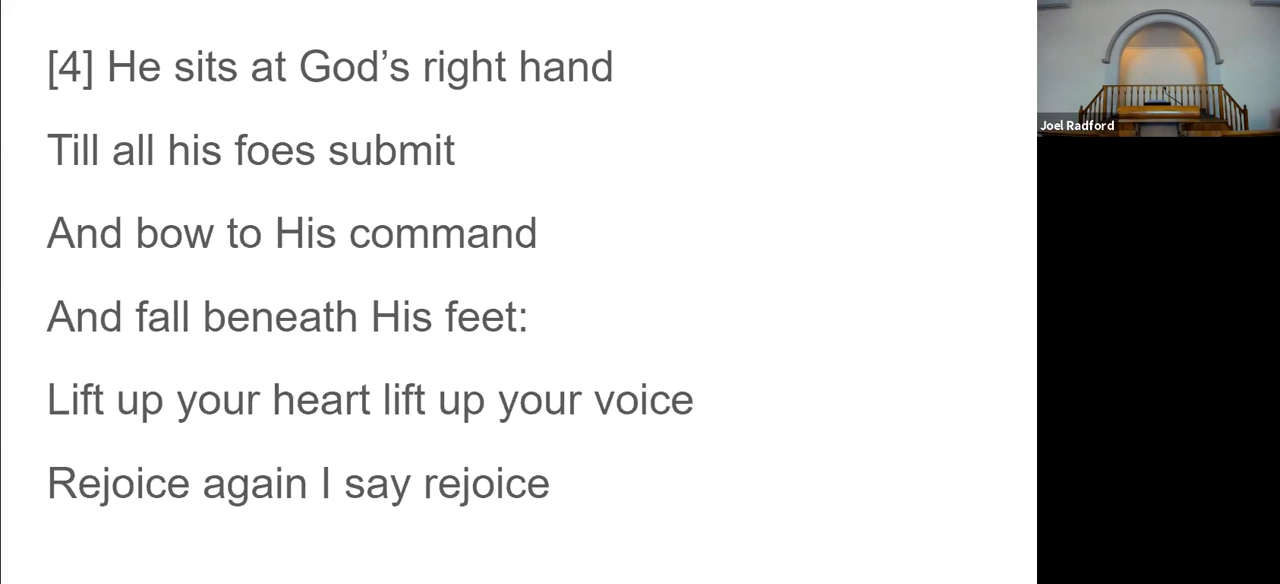 [4] He sits at God’s right hand
Till all his foes submit
And bow to His command
And fall beneath His feet:
Lift up your heart lift up your voice
Rejoice again I say rejoice
Joel Radford